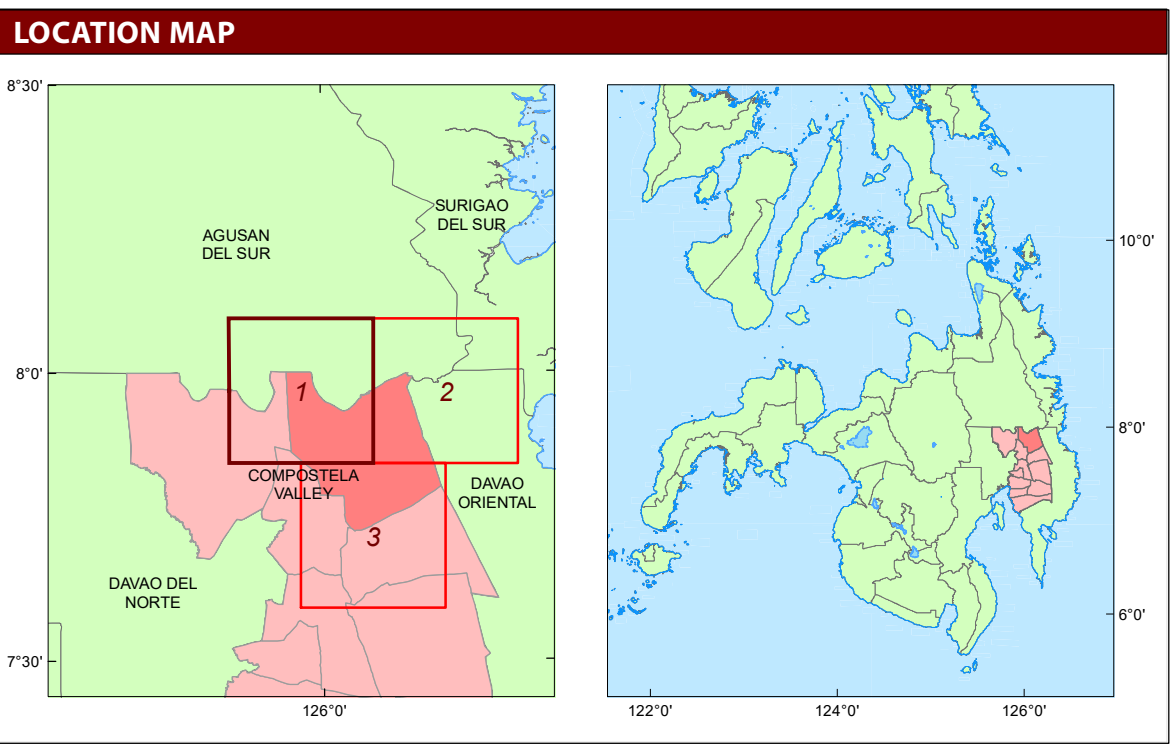 LOCATION MAP
8°30'
SURIGAO
DEL SUR
AGUSAN
DEL SUR
8°0'
1
2
COMPOSTELA
VALLEY
DAVAO
ORIENTAL
3
DAVAO DEL
NORTE
7°30'
126°0'
10°0'
8°0'
6°0'
122°0'
124°0'
126°0'